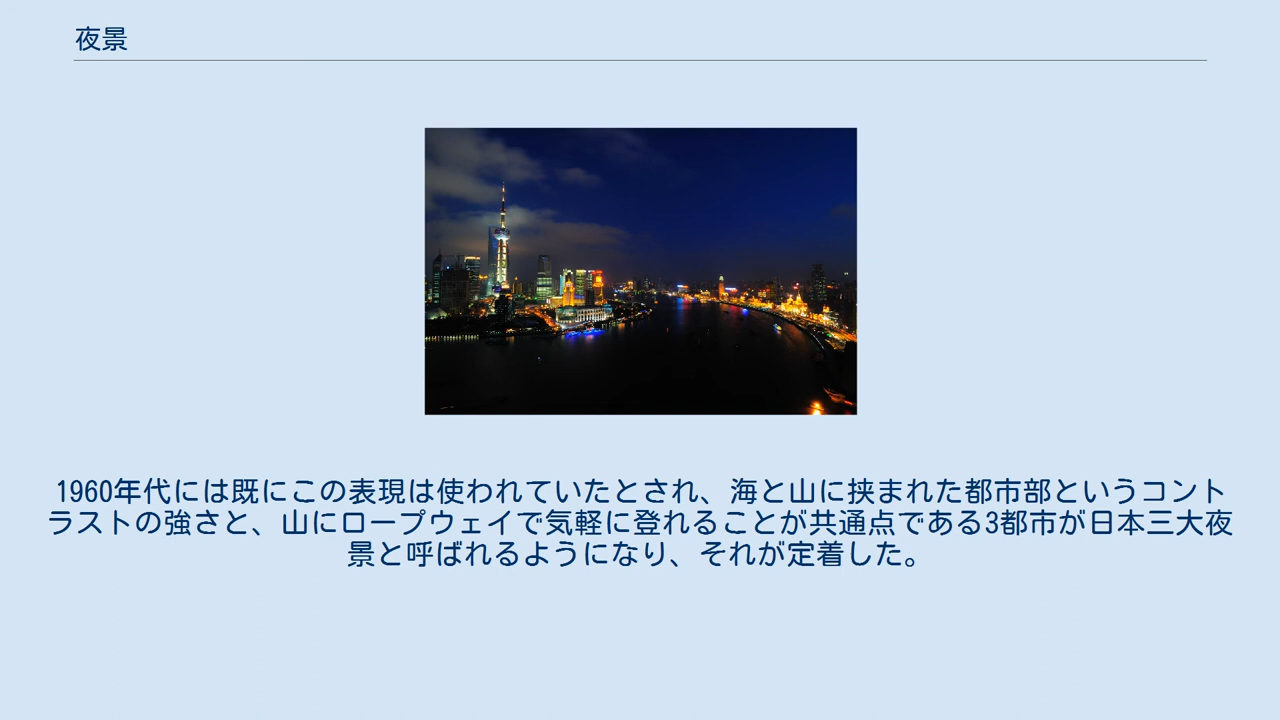 夜景
1960年代には既にこの表現は使われていたとされ、海と山に挟まれた都市部というコント
ラストの強さと、山にロープウェイで気軽に登れることが共通点である3都市が日本三大夜
景と呼ばれるようになり、それが定着した。